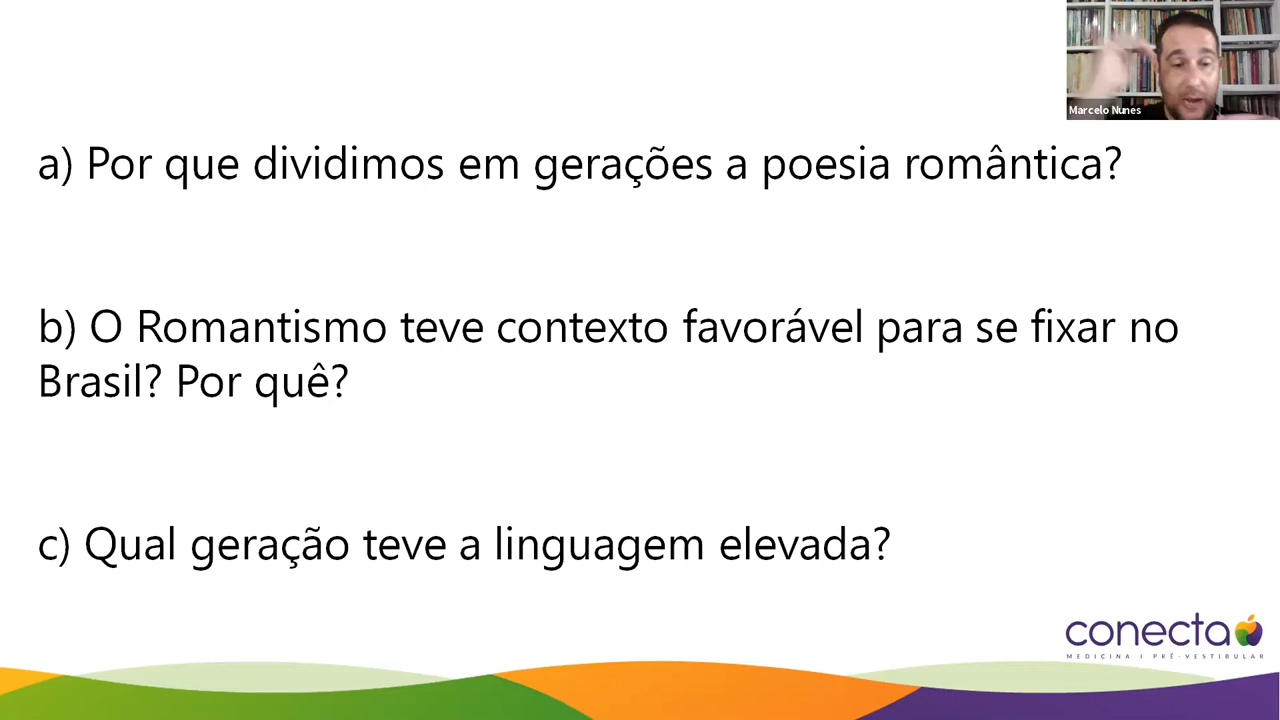 Marcelo Nunes
a) Por que dividimos em gerações a poesia romântica?
b) O Romantismo teve contexto favorável para se fixar no
Brasil? Por quê?
c) Qual geração teve a linguagem elevada?
conecta
MEDICINA | PRÉ-VESTIBULAR